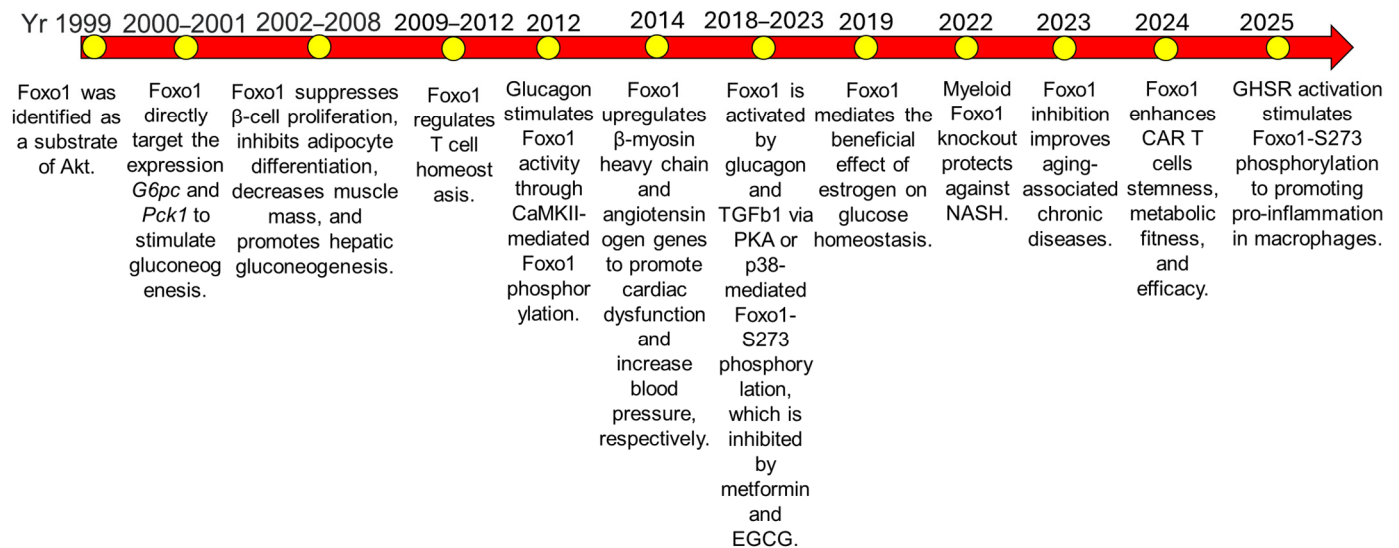 Yr 1999 2000–2001 2002–2008 2009–2012 2012 2014 2018–2023 2019 2022 2023 2024 2025
Foxo1 was
identified as
a substrate
of Akt.
Foxo1
directly
target the
expression
G6pc and
Pck1 to
stimulate
gluconeog
enesis.
Foxo1 suppresses
β-cell proliferation,
inhibits adipocyte
differentiation,
decreases muscle
mass, and
promotes hepatic
gluconeogenesis.
Foxo1
regulates
T cell
homeost
asis.
Glucagon
stimulates
Foxo1
activity
through
CaMKII-
mediated
Foxo1
phosphor
ylation.
Foxo1
upregulates
β-myosin
heavy chain
and
angiotensin
ogen genes
to promote
cardiac
dysfunction
and
increase
blood
pressure,
respectively.
Foxo1 is
activated
by
glucagon
and
TGFb1 via
PKA or
p38-
mediated
Foxo1-
S273
phosphory
lation,
which is
inhibited
by
metformin
and
EGCG.
Foxo1
mediates the
beneficial
effect of
estrogen on
glucose
homeostasis.
Myeloid
Foxo1
knockout
protects
against
NASH.
Foxo1
inhibition
improves
aging-
associated
chronic
diseases.
Foxo1
enhances
CAR T
cells
stemness,
metabolic
fitness,
and
efficacy.
GHSR activation
stimulates
Foxo1-S273
phosphorylation
to promoting
pro-inflammation
in macrophages.